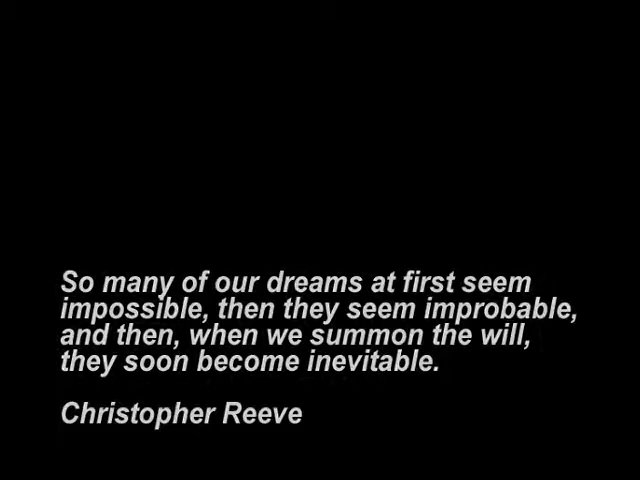 So many of our dreams at first seem
impossible, then they seem improbable,
and then, when we summon the will,
they soon become inevitable.
Christopher Reeve